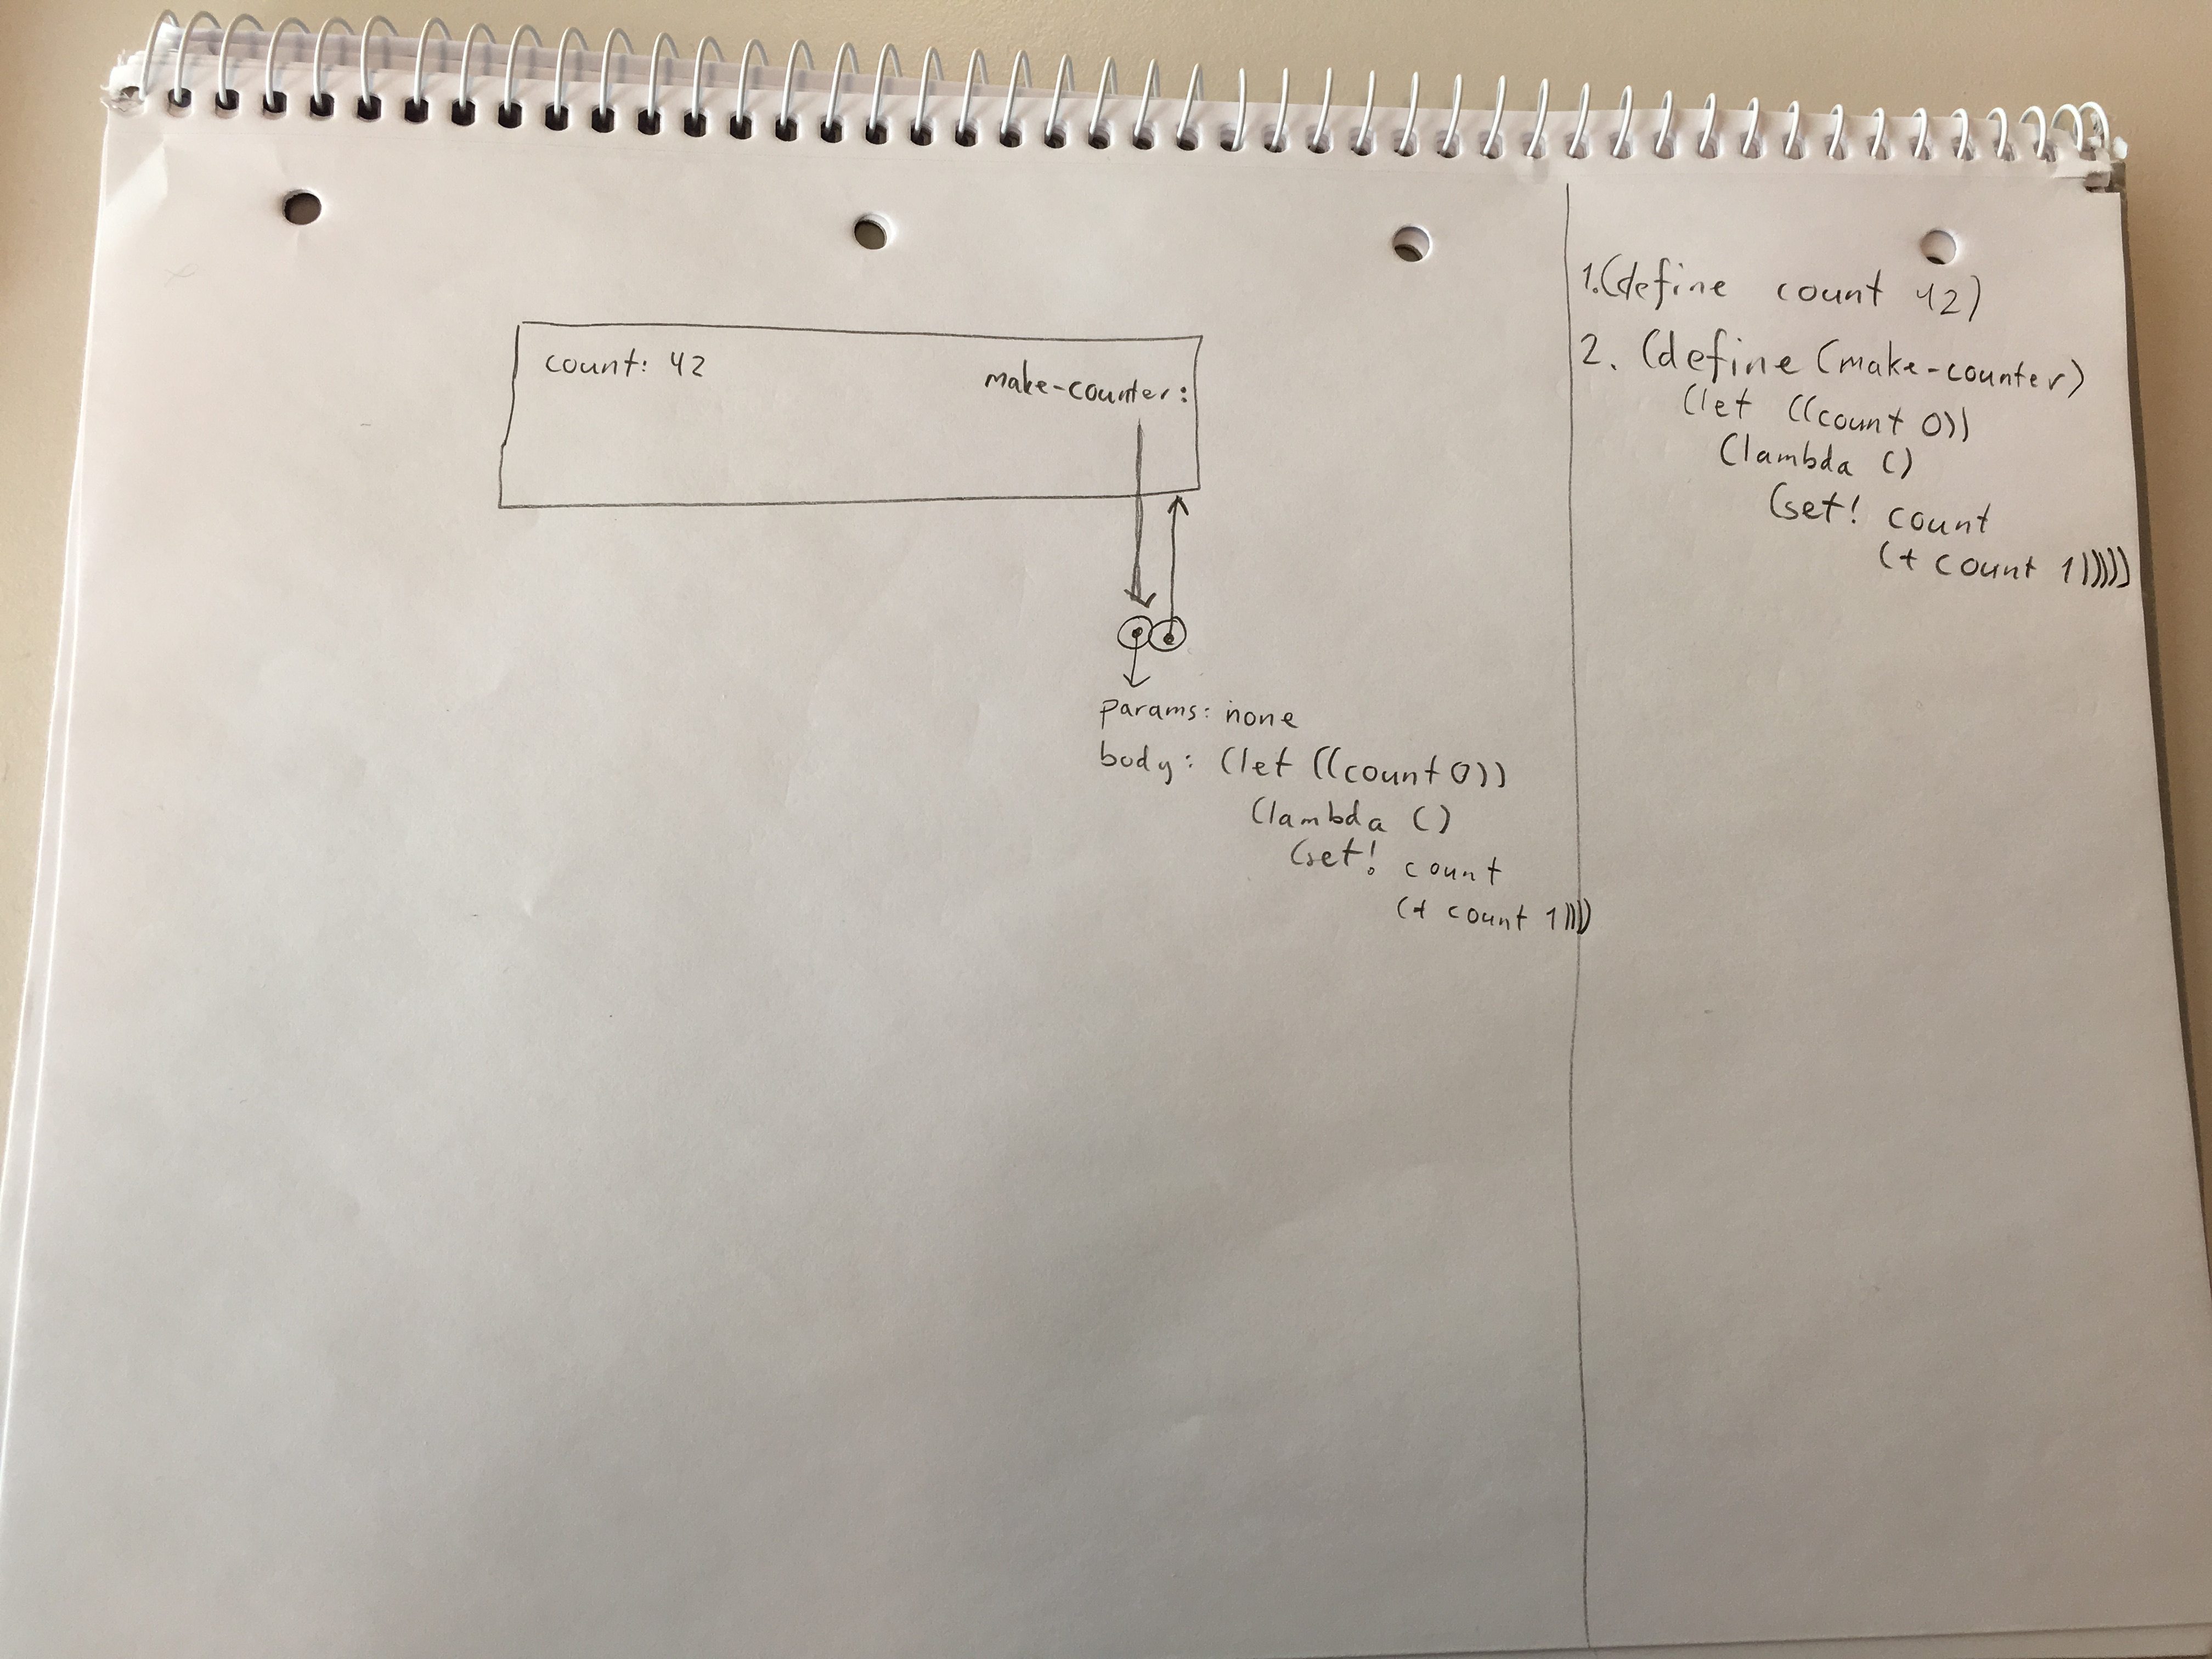 count: 42
make-counter:
params: none
body: (let ((count 0))
(lambda ()
(set! count
(+ count 1))))
1.(define count 42)
2. (define (make-counter)
(let ((count 0))
(lambda ()
(set! count
(+ count 1)))))